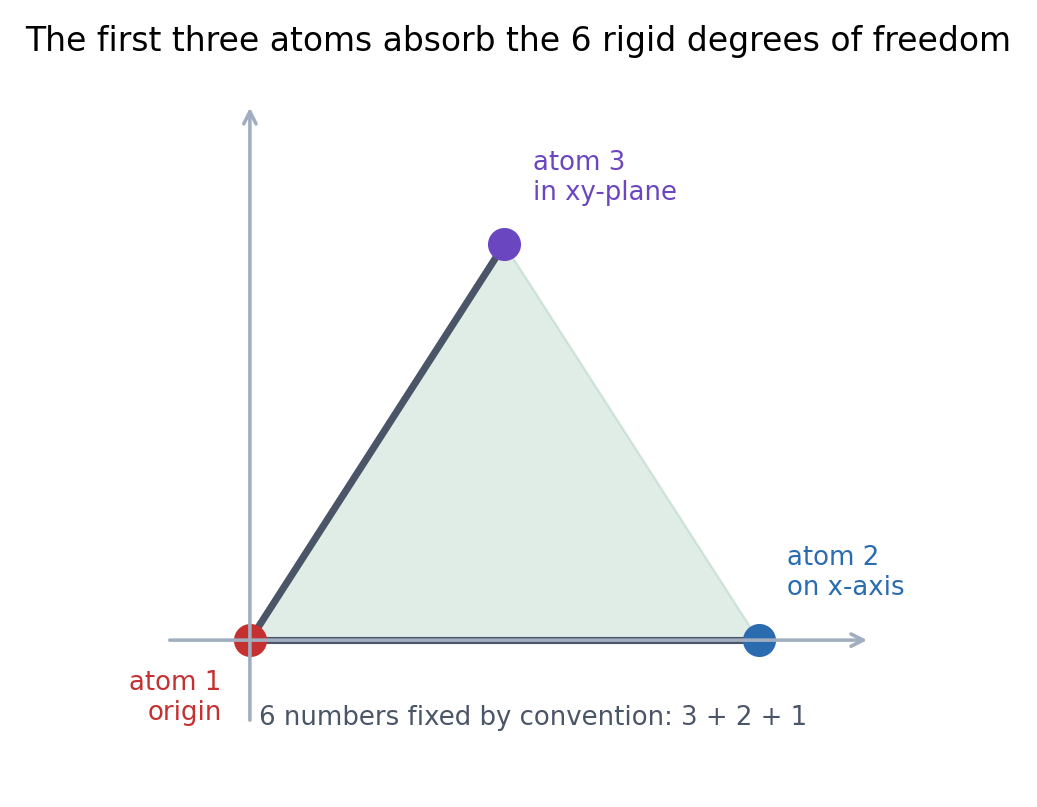 The first three atoms absorb the 6 rigid degrees of freedom
atom 3
in xy-plane
atom 2
on x-axis
atom 1
origin
6 numbers fixed by convention: 3 + 2 + 1